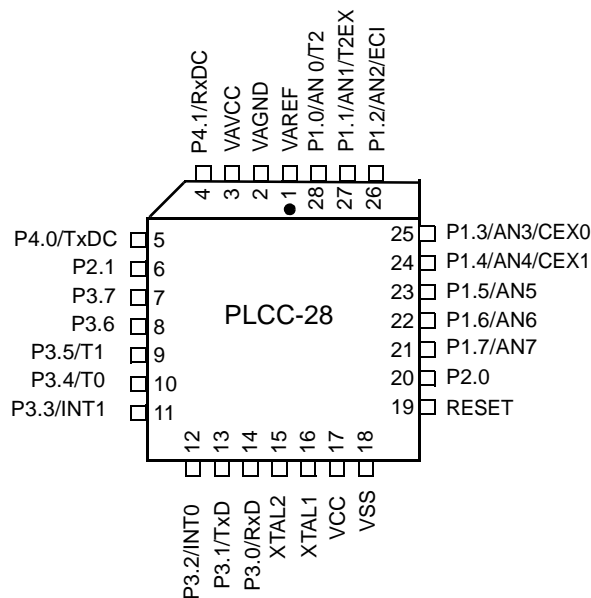 P4.1/RxDC
VAVCC
VAGND
VAREF
P1.0/AN 0/T2
P1.1/AN1/T2EX
P1.2/AN2/ECI
4
3
2
1
28
27
26
P4.0/TxDC 5
P2.1 6
P3.7 7
P3.6 8
P3.5/T1 9
P3.4/T0 10
P3.3/INT1 11
PLCC-28
25 P1.3/AN3/CEX0
24 P1.4/AN4/CEX1
23 P1.5/AN5
22 P1.6/AN6
21 P1.7/AN7
20 P2.0
19 RESET
12
13
14
15
16
17
18
P3.2/INT0
P3.1/TxD
P3.0/RxD
XTAL2
XTAL1
VCC
VSS